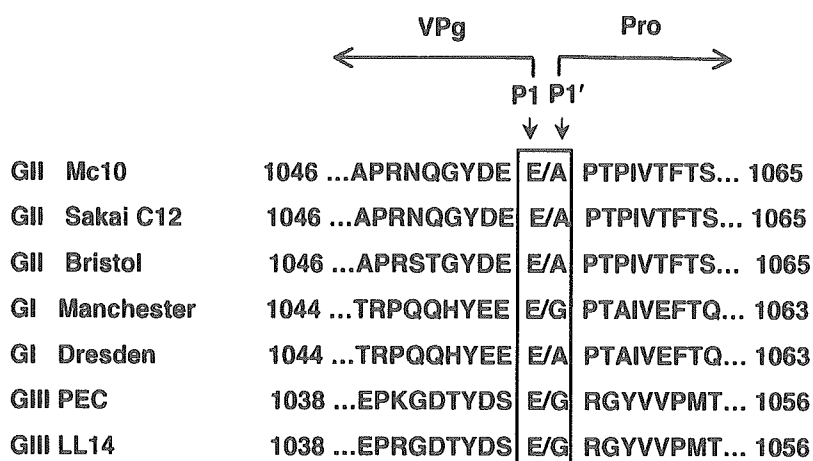 VPg Pro
P1 P1′
GII Mc10 1046 ...APRNQGYDE E/A PTPIVTFTS... 1065
GII Sakai C12 1046 ...APRNQGYDE E/A PTPIVTFTS... 1065
GII Bristol 1046 ...APRSTGYDE E/A PTPIVTFTS... 1065
GI Manchester 1044 ...TRPQQHYEE E/G PTAIVEFTQ... 1063
GI Dresden 1044 ...TRPQQHYEE E/A PTAIVEFTQ... 1063
GIII PEC 1038 ...EPKGDTYDS E/G RGYVVPMT... 1056
GIII LL14 1038 ...EPRGDTYDS E/G RGYVVPMT... 1056